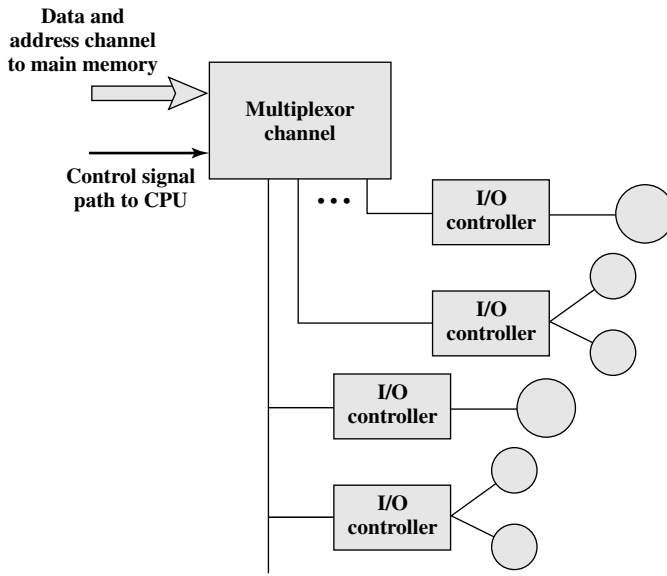 Data and
address channel
to main memory
Multiplexor
channel
Control signal
path to CPU
•••
I/O
controller
I/O
controller
I/O
controller
I/O
controller